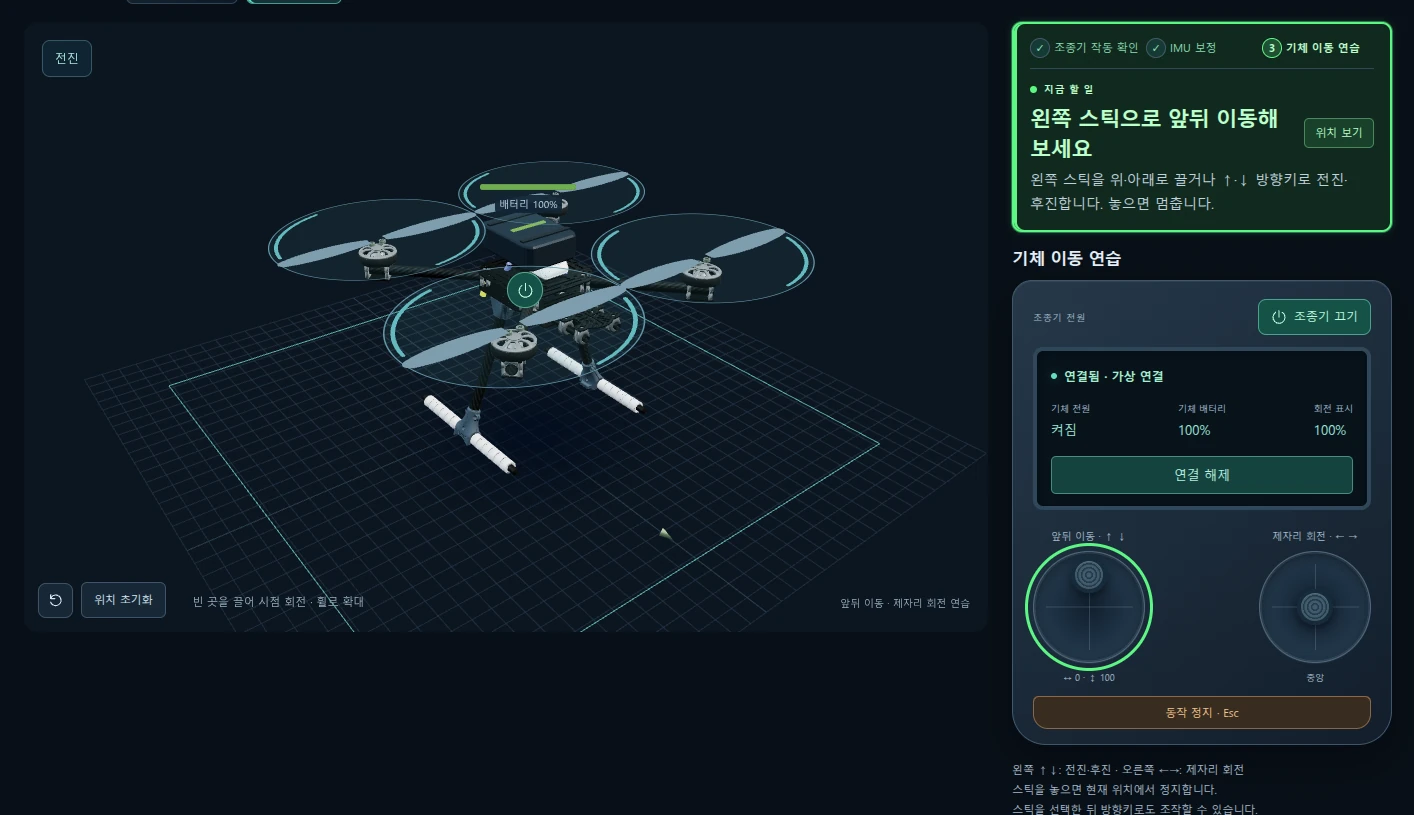 전진
배터리 100%
위치 초기화
빈 곳을 끌어 시점 회전 · 휠로 확대
앞뒤 이동 · 제자리 회전 연습
✓ 조종기 작동 확인 ✓ IMU 보정 3 기체 이동 연습
지금 할 일
왼쪽 스틱으로 앞뒤 이동해
보세요
위치 보기
왼쪽 스틱을 위·아래로 끌거나 ↑·↓ 방향키로 전진·
후진합니다. 놓으면 멈춥니다.
기체 이동 연습
조종기 전원
조종기 끄기
연결됨 · 가상 연결
기체 전원 기체 배터리 회전 표시
켜짐 100% 100%
연결 해제
앞뒤 이동 · ↑ ↓ 제자리 회전 · ← →
↔ 0 · ↕ 100 중앙
동작 정지 · Esc
왼쪽 ↑↓: 전진·후진 · 오른쪽 ←→: 제자리 회전
스틱을 놓으면 현재 위치에서 정지합니다.
스틱을 선택한 뒤 방향키로도 조작할 수 있습니다.